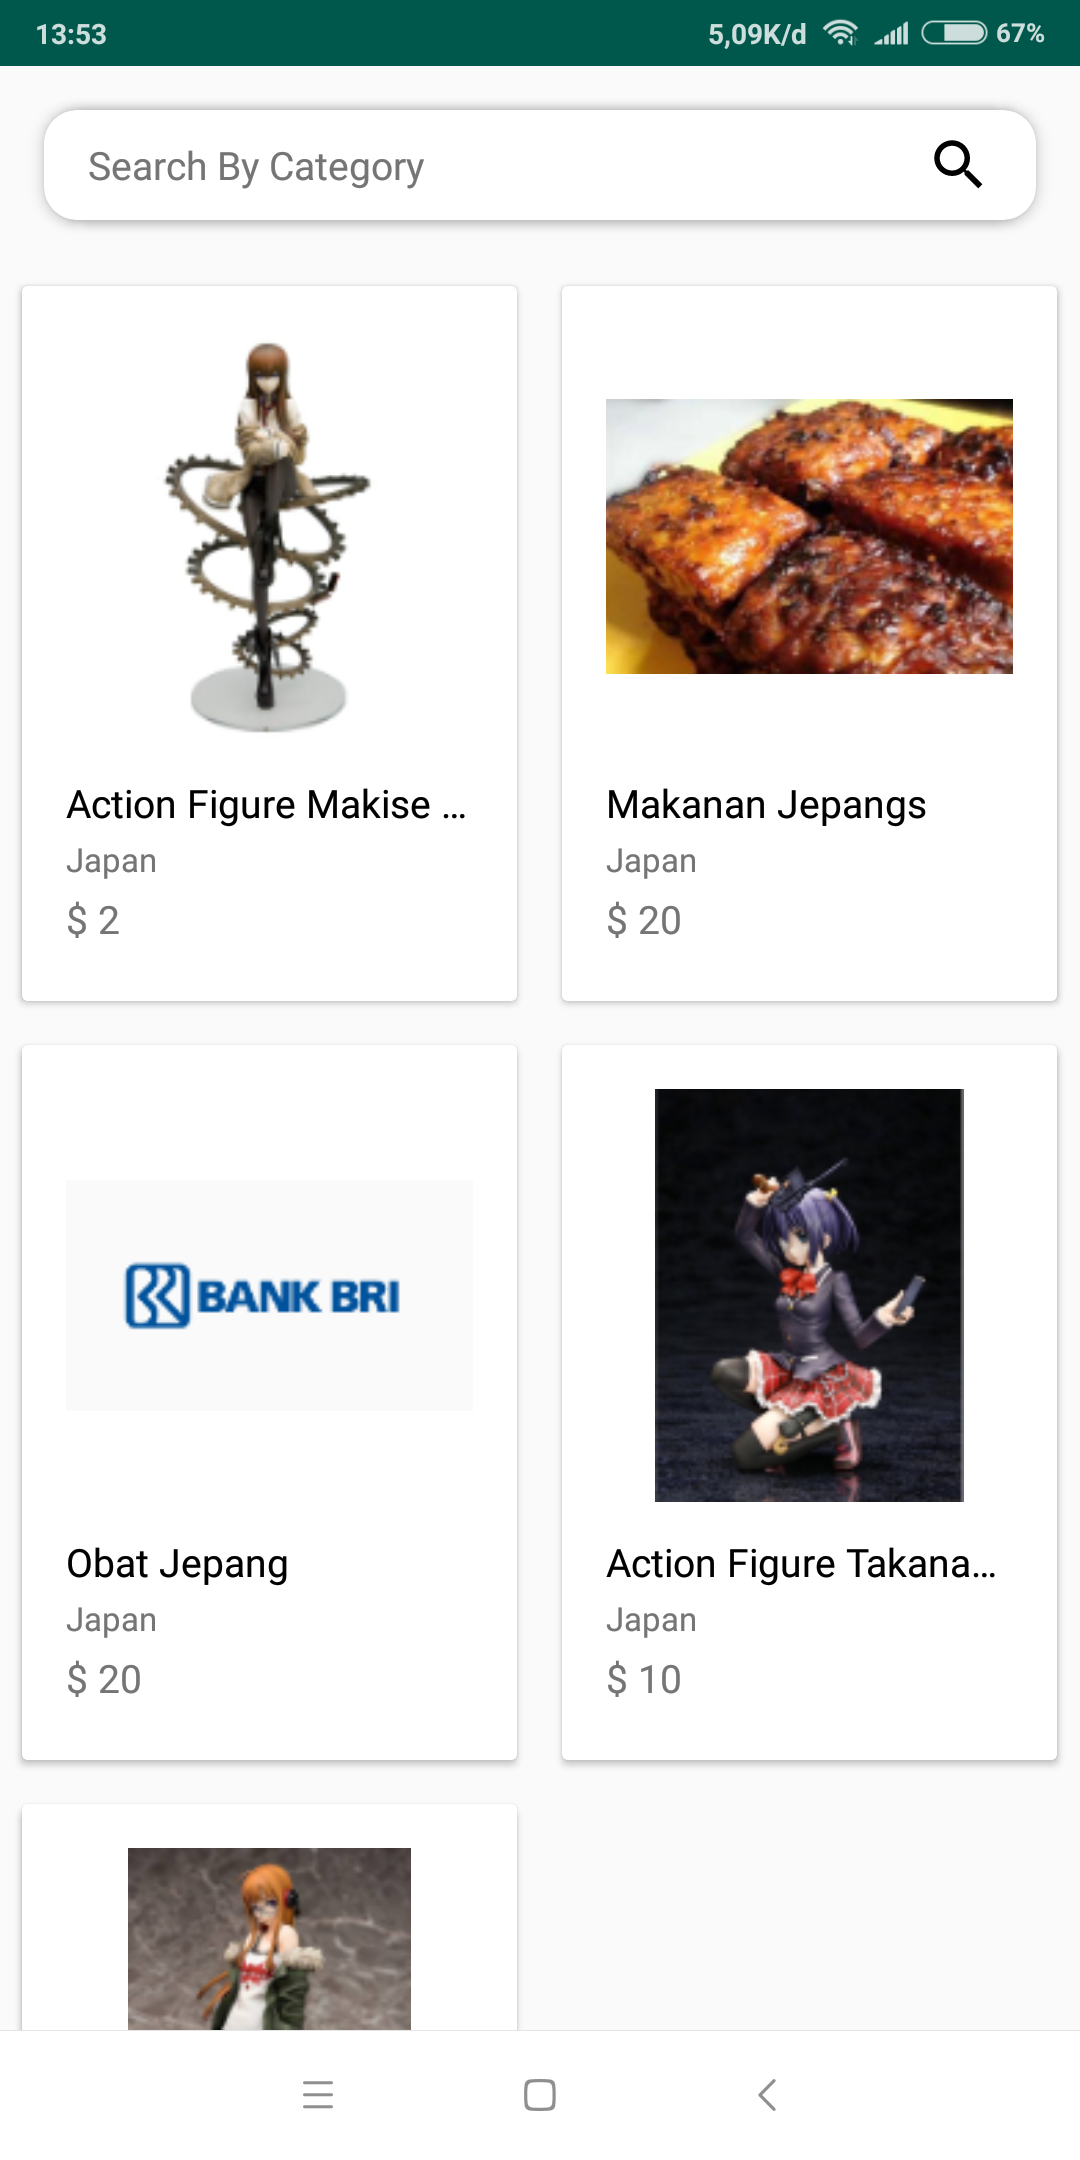 13:53
5,09K/d
67%
Search By Category
Action Figure Makise ...
Japan
$ 2
Makanan Jepangs
Japan
$ 20
BANK BRI
Obat Jepang
Japan
$ 20
Action Figure Takana...
Japan
$ 10